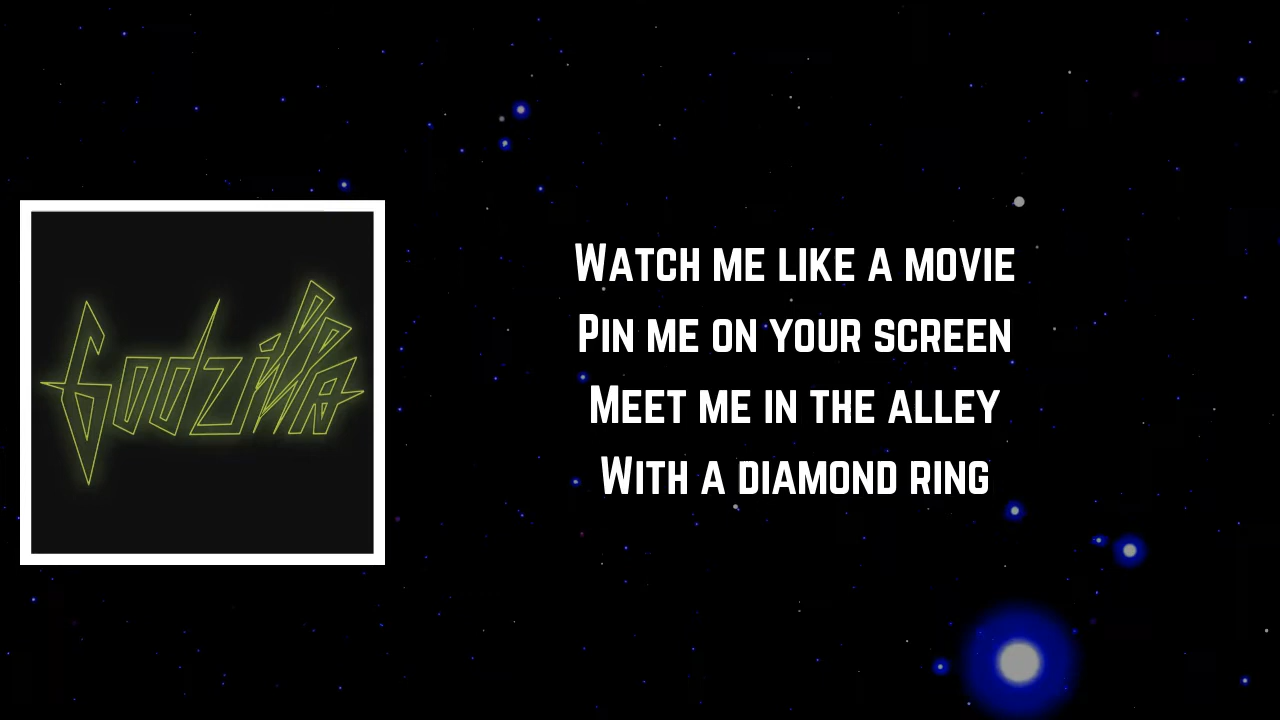 Godzilla
WATCH ME LIKE A MOVIE
PIN ME ON YOUR SCREEN
MEET ME IN THE ALLEY
WITH A DIAMOND RING